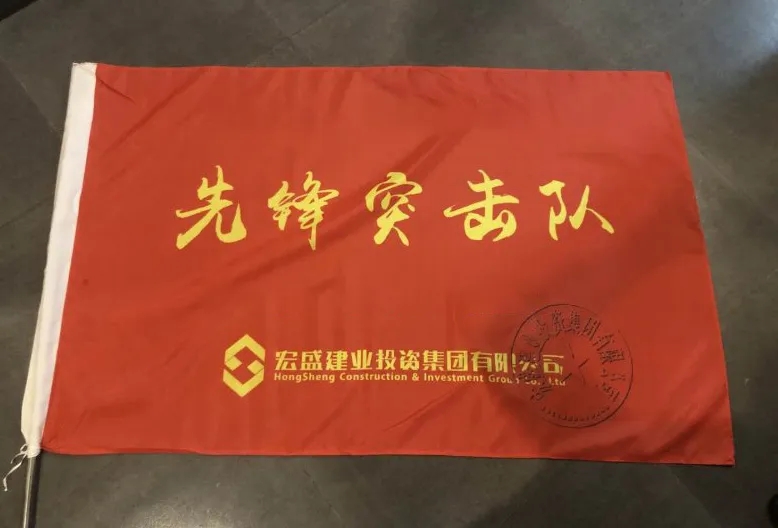 先锋突击队
宏盛建业投资集团有限公司
HongSheng Construction & Investment Group Co., Ltd